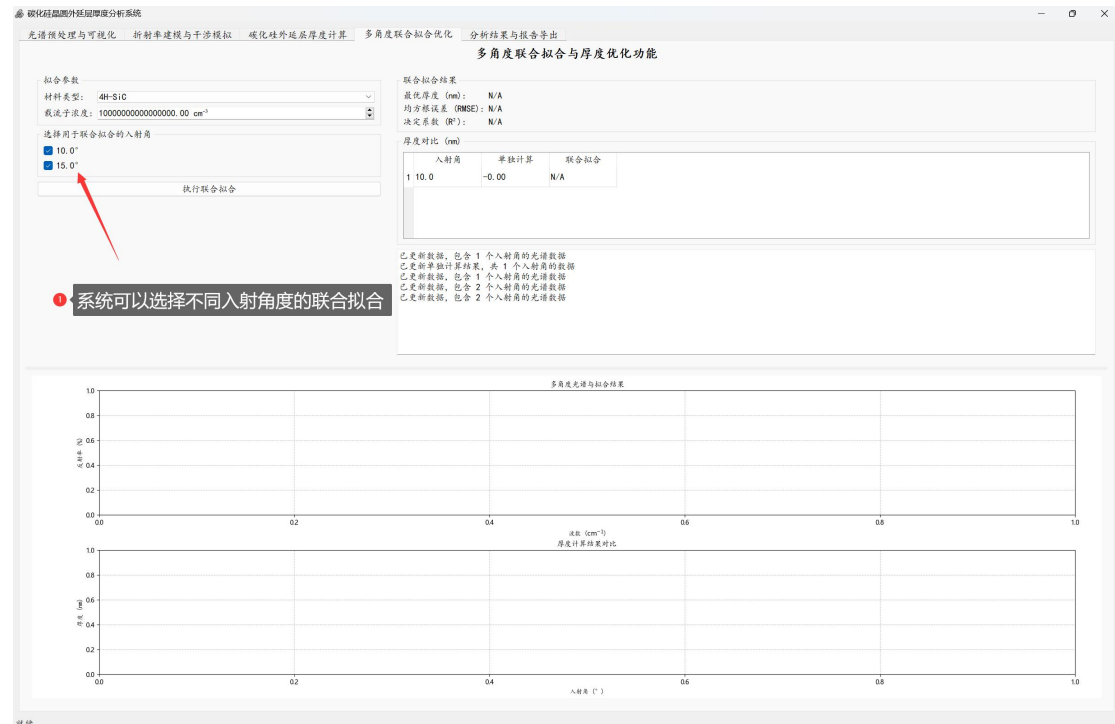 碳化硅晶圆外延层厚度分析系统
光谱预处理与可视化 折射率建模与干涉模拟 碳化硅外延层厚度计算 多角度联合拟合优化 分析结果与报告导出
多角度联合拟合与厚度优化功能
拟合参数
材料类型: 4H-SiC
载流子浓度: 10000000000000000.00 cm⁻³
选择用于联合拟合的入射角
10.0°
15.0°
执行联合拟合
❶ 系统可以选择不同入射角度的联合拟合
联合拟合结果
最优厚度 (nm): N/A
均方根误差 (RMSE): N/A
决定系数 (R²): N/A
厚度对比 (nm)
入射角 单独计算 联合拟合
1 10.0 -0.00 N/A
已更新数据, 包含 1 个入射角的光谱数据
已更新单独计算结果, 共 1 个入射角的数据
已更新数据, 包含 1 个入射角的光谱数据
已更新数据, 包含 2 个入射角的光谱数据
已更新数据, 包含 2 个入射角的光谱数据
多角度光谱与拟合结果
反射率 (%)
1.0
0.8
0.6
0.4
0.2
0.0
0.0 0.2 0.4 0.6 0.8 1.0
波数 (cm⁻¹)
厚度计算结果对比
厚度 (nm)
1.0
0.8
0.6
0.4
0.2
0.0
0.0 0.2 0.4 0.6 0.8 1.0
入射角 (°)